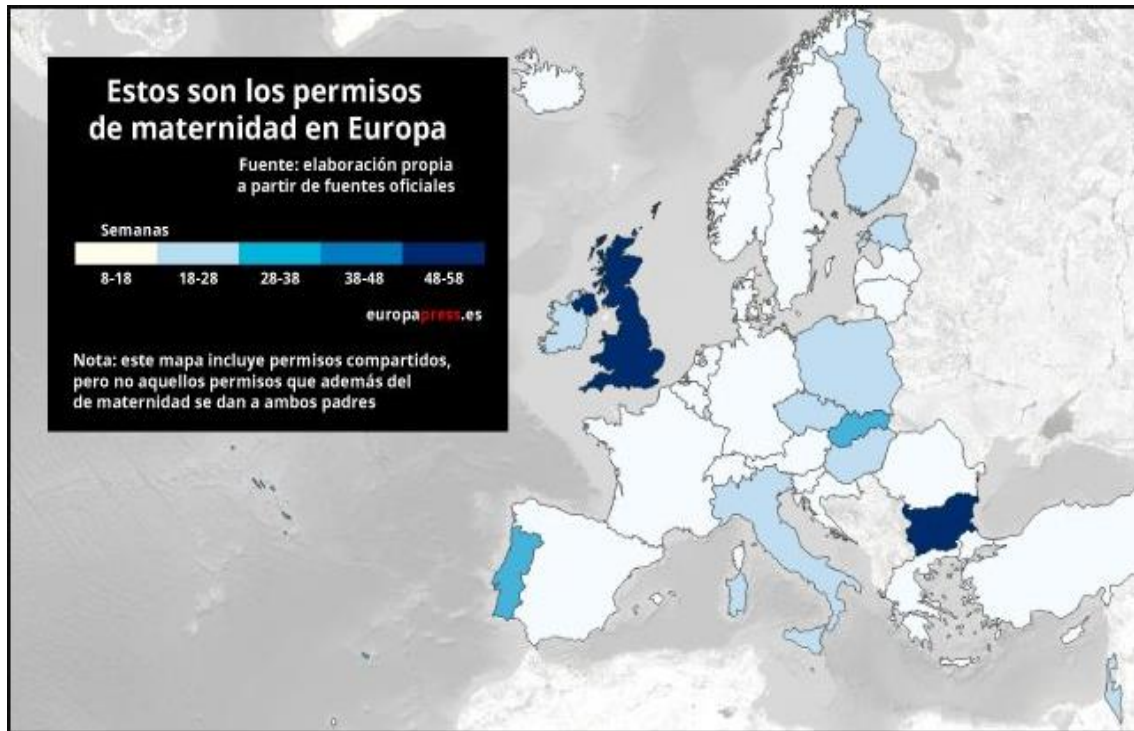 Estos son los permisos
de maternidad en Europa
Fuente: elaboración propia
a partir de fuentes oficiales
Semanas
8-18 18-28 28-38 38-48 48-58
europapress.es
Nota: este mapa incluye permisos compartidos,
pero no aquellos permisos que además del
de maternidad se dan a ambos padres